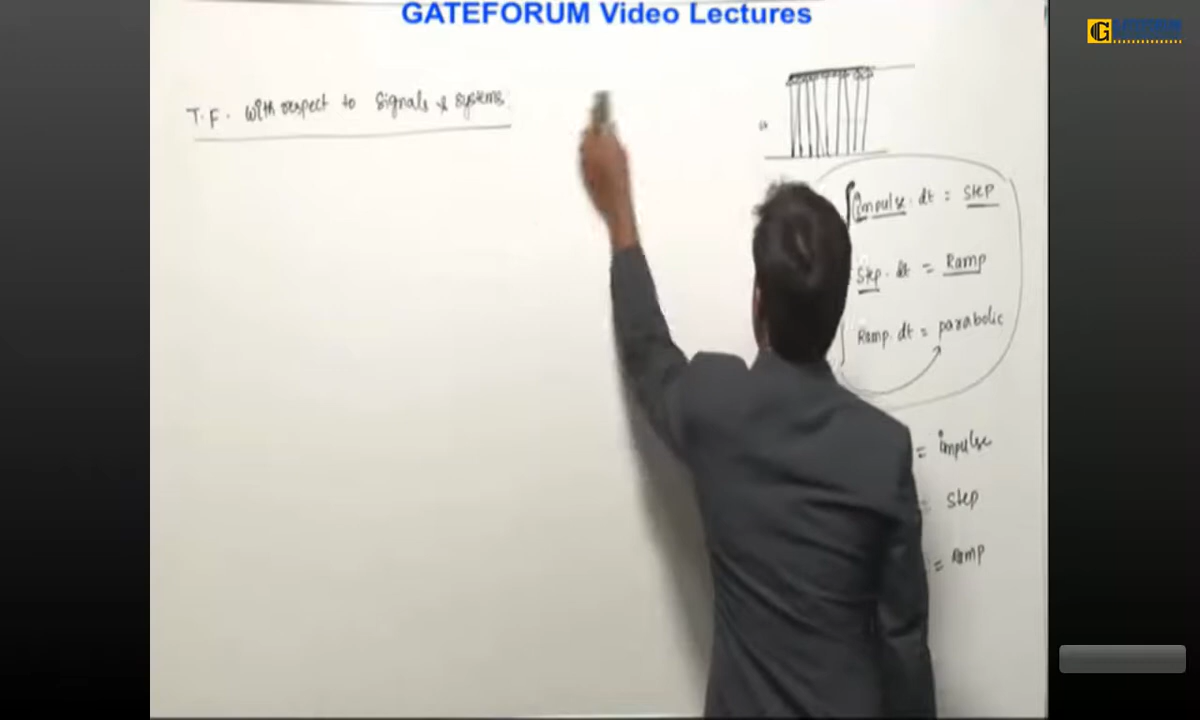 GATEFORUM Video Lectures
T.F. With respect to Signals & Systems
∫Impulse. dt = Step
Step. dt = Ramp
∫Ramp. dt = parabolic
= impulse
= Step
= Ramp